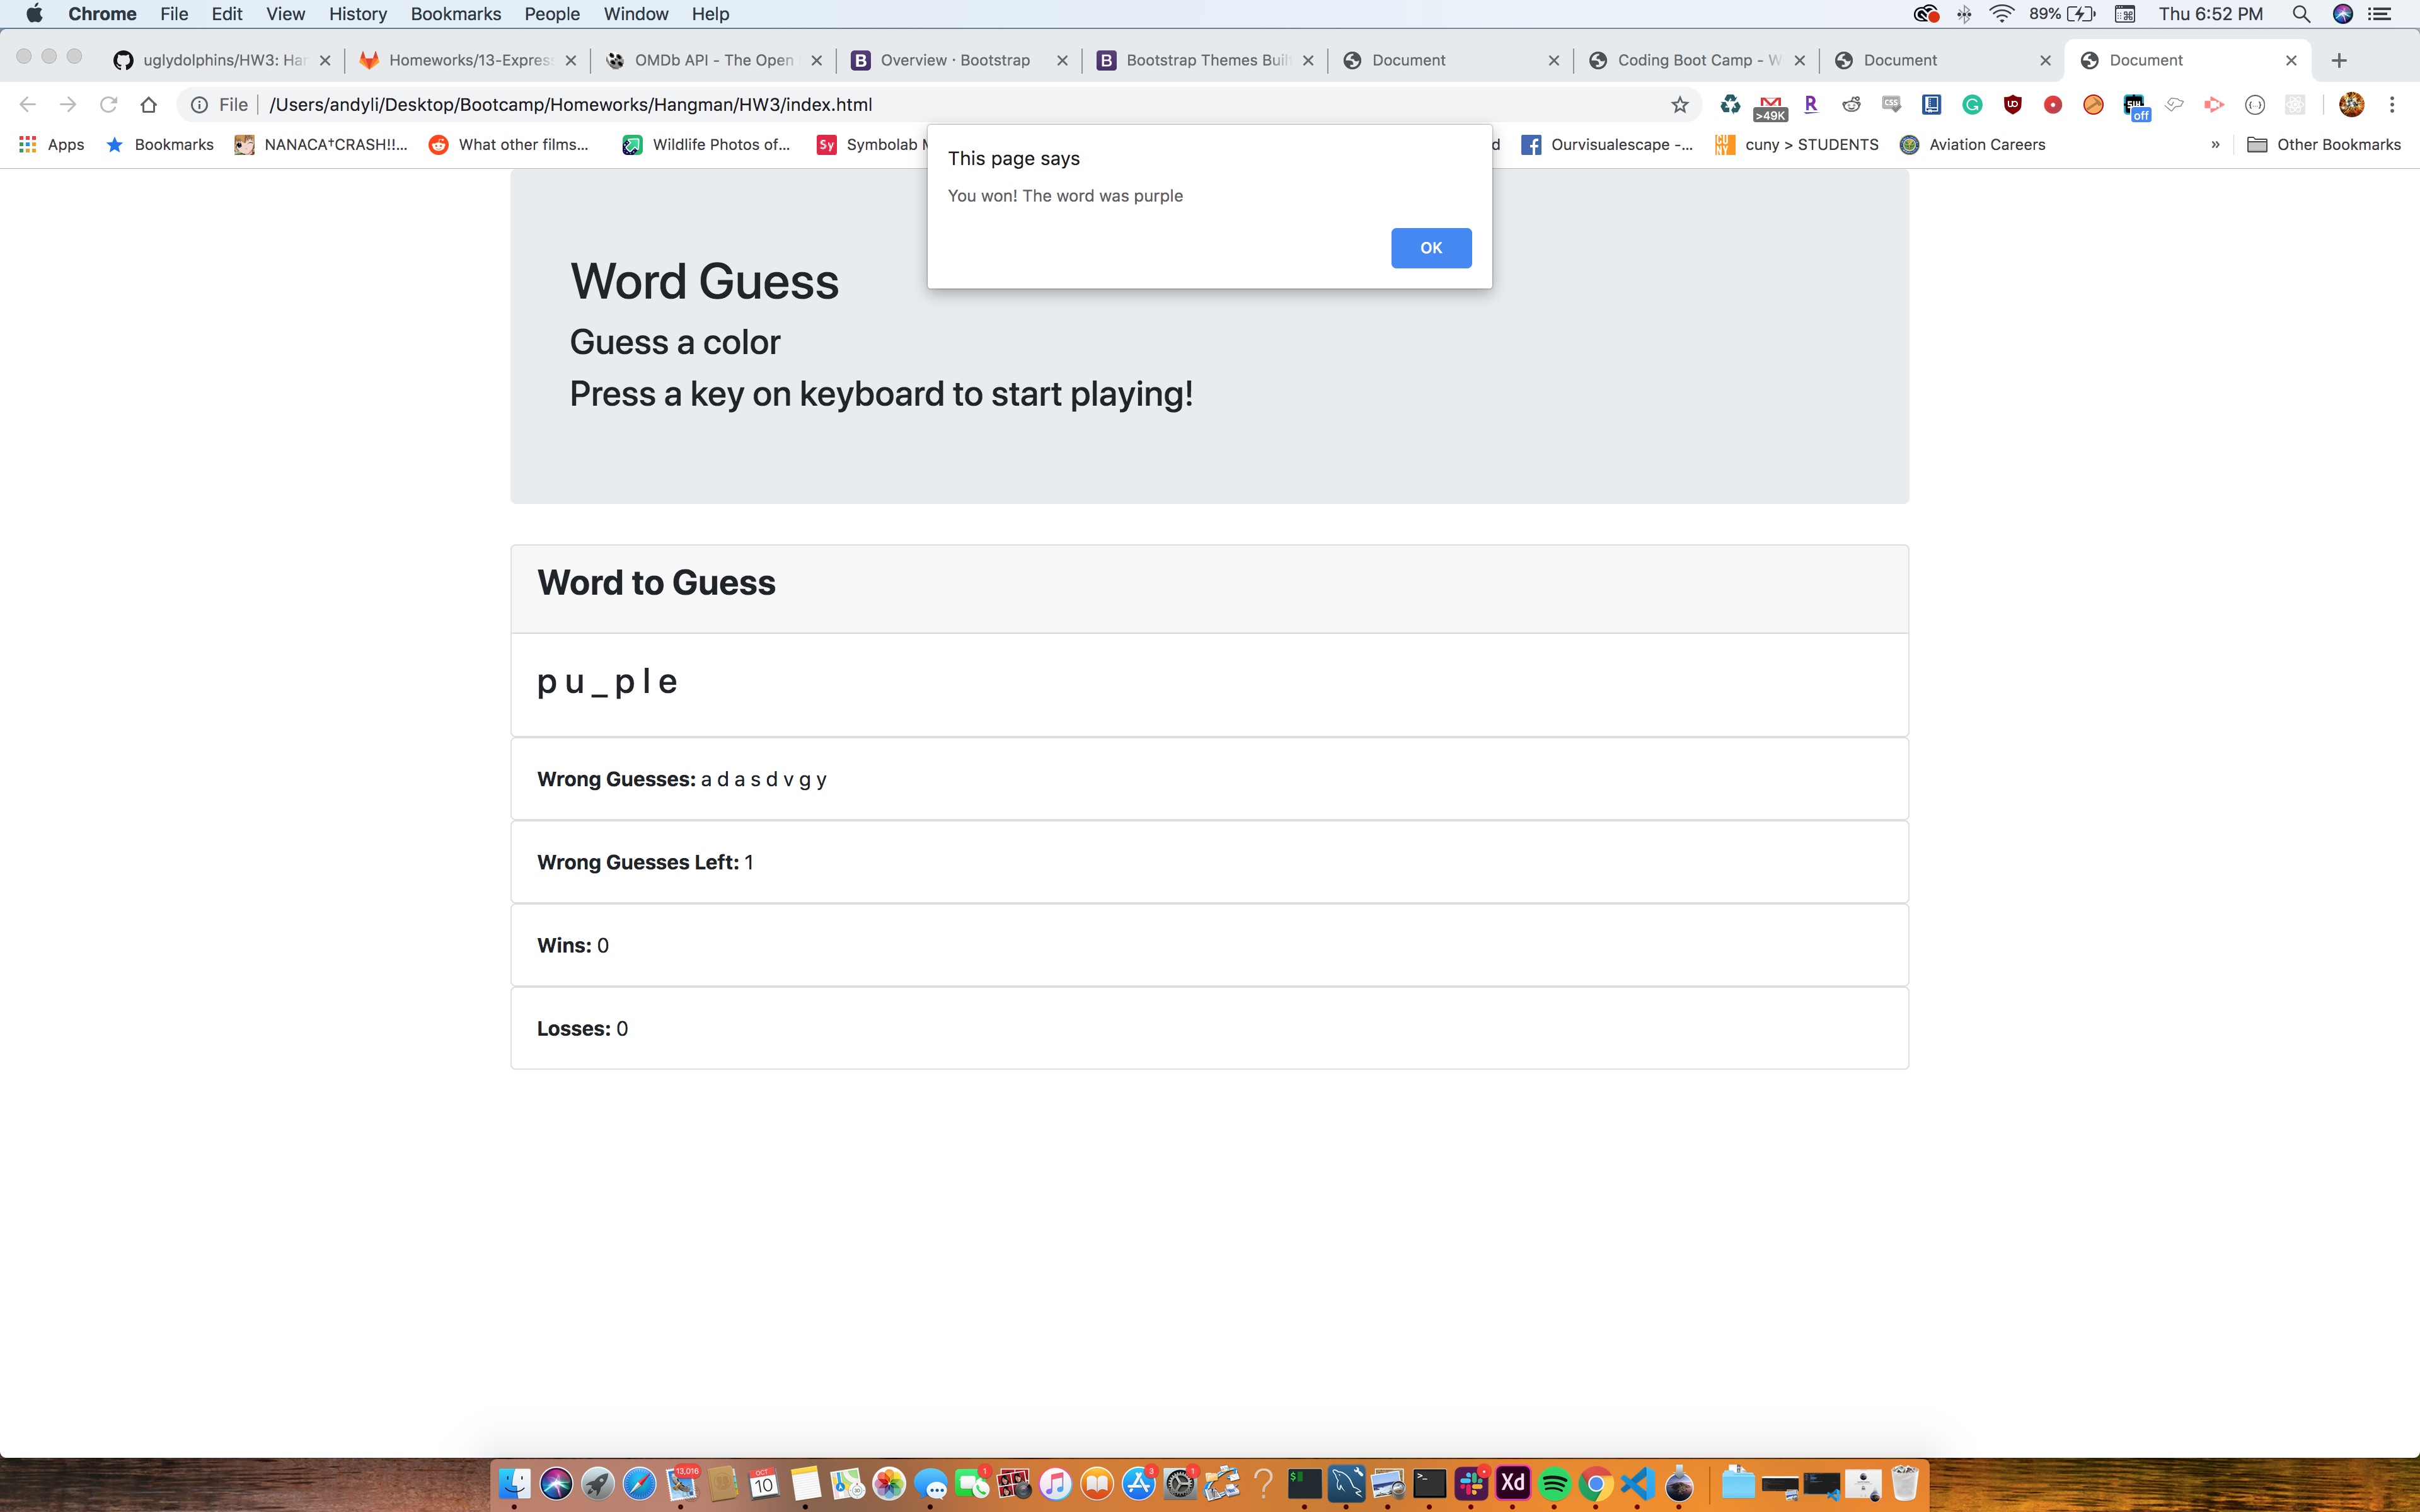 Chrome File Edit View History Bookmarks People Window Help 89% Thu 6:52 PM
uglydolphins/HW3: Har Homeworks/13-Express OMDb API - The Open Overview · Bootstrap Bootstrap Themes Buil Document Coding Boot Camp - W Document Document
File /Users/andyli/Desktop/Bootcamp/Homeworks/Hangman/HW3/index.html >49K off
Apps Bookmarks NANACA†CRASH!!... What other films... Wildlife Photos of... Symbolab Ourvisualescape -... cuny > STUDENTS Aviation Careers » Other Bookmarks
This page says
You won! The word was purple
OK
Word Guess
Guess a color
Press a key on keyboard to start playing!
Word to Guess
p u _ p l e
Wrong Guesses: a d a s d v g y
Wrong Guesses Left: 1
Wins: 0
Losses: 0
13,016 OCT 10 1 3 1 Xd